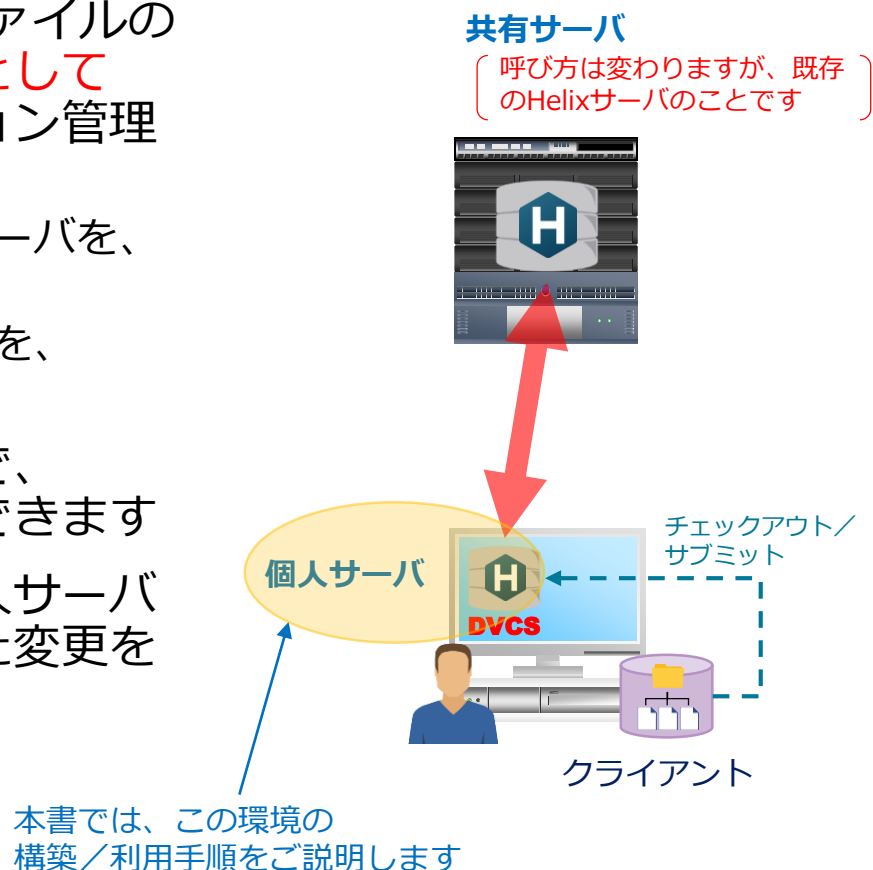 ァイルの
として
ョン管理
ーバを、
を、
で、
できます
人サーバ
た変更を
共有サーバ
呼び方は変わりますが、既存
のHelixサーバのことです
H
個人サーバ
H
DVCS
チェックアウト／
サブミット
クライアント
本書では、この環境の
構築／利用手順をご説明します